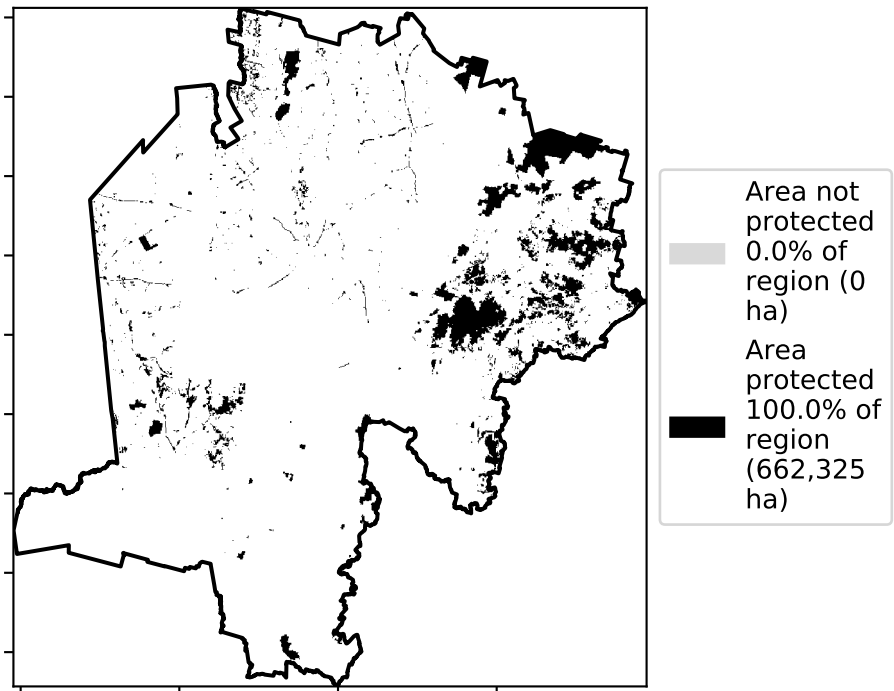 Area not
protected
0.0% of
region (0
ha)
Area
protected
100.0% of
region
(662,325
ha)